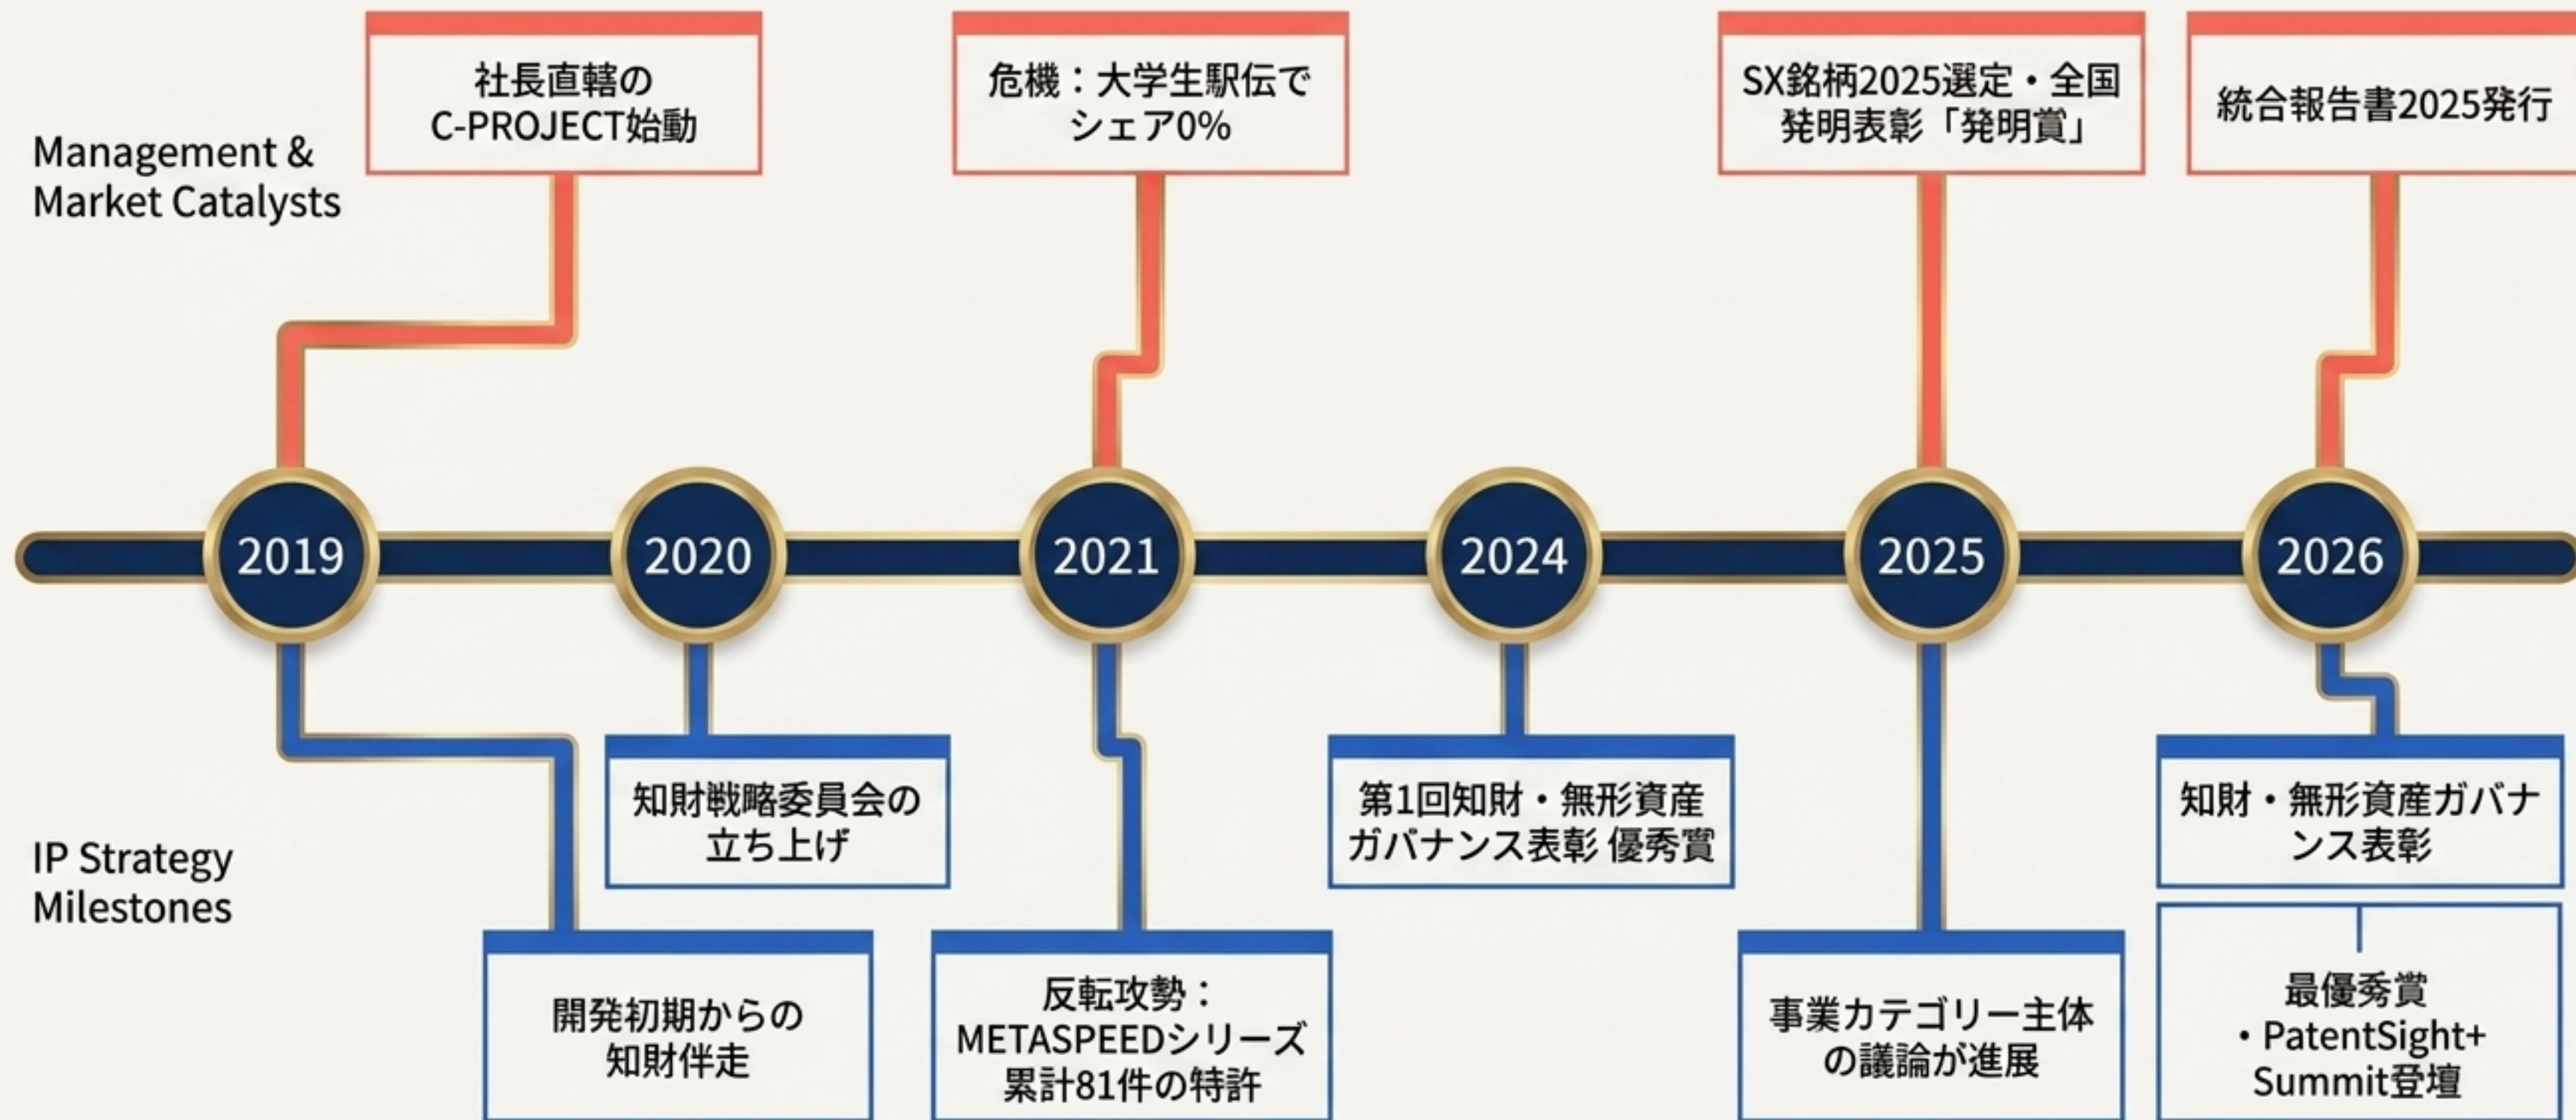 Management &
Market Catalysts
社長直轄の
C-PROJECT始動
危機：大学生駅伝で
シェア0%
SX銘柄2025選定・全国
発明表彰「発明賞」
統合報告書2025発行
2019
2020
2021
2024
2025
2026
IP Strategy
Milestones
知財戦略委員会の
立ち上げ
第1回知財・無形資産
ガバナンス表彰 優秀賞
知財・無形資産ガバナ
ンス表彰
開発初期からの
知財伴走
反転攻勢：
METASPEEDシリーズ
累計81件の特許
事業カテゴリー主体
の議論が進展
最優秀賞
・PatentSight+
Summit登壇